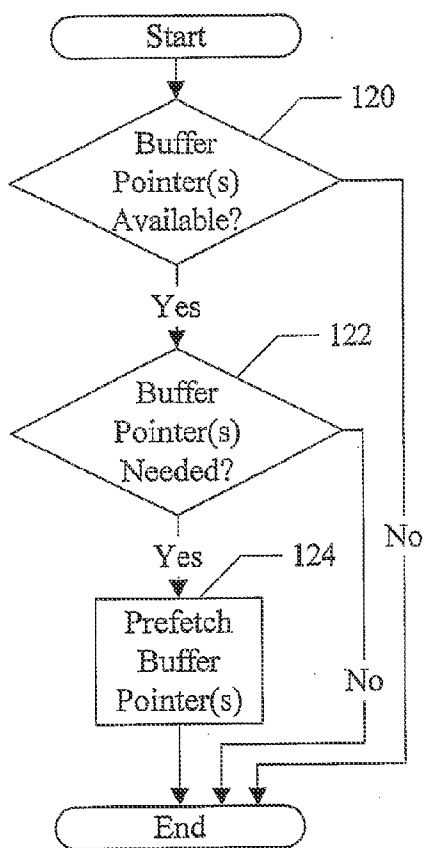 Start
120
Buffer
Pointer(s)
Available?
Yes
122
Buffer
Pointer(s)
Needed?
No
Yes
124
Prefetch
Buffer
Pointer(s)
No
End